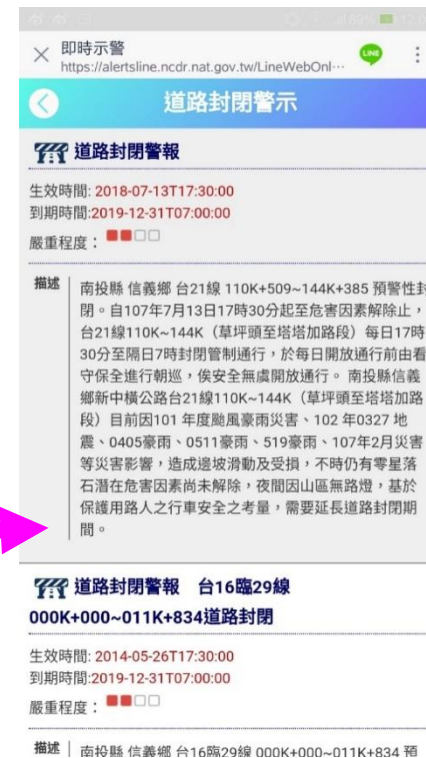 89% 12:0
即時示警
https://alertsline.ncdr.nat.gov.tw/LineWebOnl…
LINE
道路封閉警示
道路封閉警報
生效時間: 2018-07-13T17:30:00
到期時間:2019-12-31T07:00:00
嚴重程度：
描述
南投縣 信義鄉 台21線 110K+509~144K+385 預警性封
閉。自107年7月13日17時30分起至危害因素解除止，
台21線110K~144K（草坪頭至塔塔加路段）每日17時
30分至隔日7時封閉管制通行，於每日開放通行前由看
守保全進行朝巡，俟安全無虞開放通行。 南投縣信義
鄉新中橫公路台21線110K~144K（草坪頭至塔塔加路
段）目前因101 年度颱風豪雨災害、102 年0327 地
震、0405豪雨、0511豪雨、519豪雨、107年2月災害
等災害影響，造成邊坡滑動及受損，不時仍有零星落
石潛在危害因素尚未解除，夜間因山區無路燈，基於
保護用路人之行車安全之考量，需要延長道路封閉期
間。
道路封閉警報 台16臨29線
000K+000~011K+834道路封閉
生效時間: 2014-05-26T17:30:00
到期時間:2019-12-31T07:00:00
嚴重程度：
描述
南投縣 信義鄉 台16臨29線 000K+000~011K+834 預